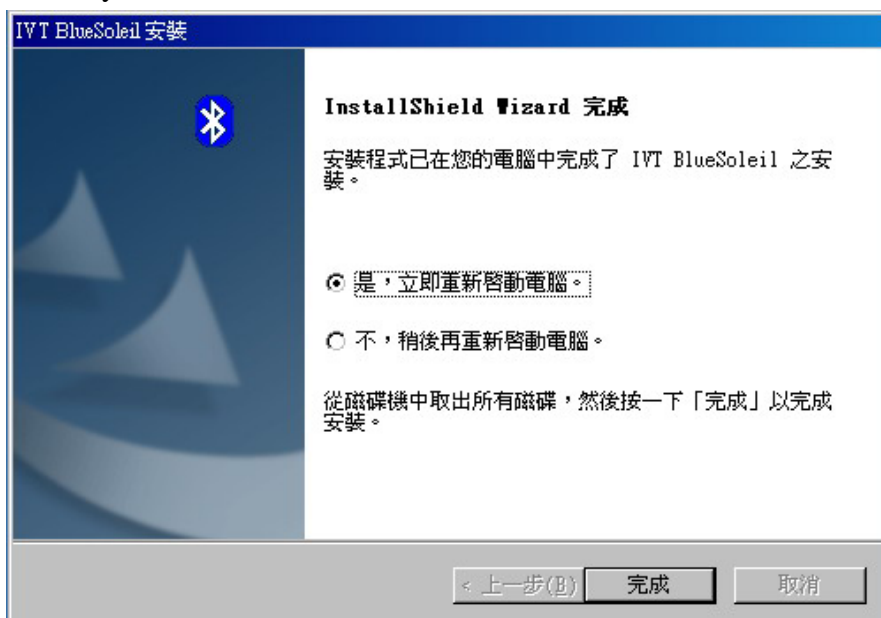 IVT BlueSoleil 安裝
InstallShield Wizard 完成
安裝程式已在您的電腦中完成了 IVT BlueSoleil 之安
裝。
是，立即重新啓動電腦。
不，稍後再重新啓動電腦。
從磁碟機中取出所有磁碟，然後按一下「完成」以完成
安裝。
< 上一步(B) 完成 取消